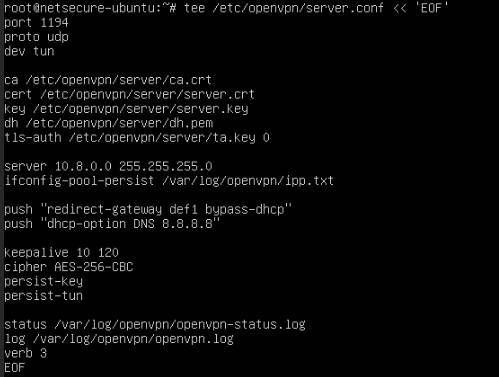 root@netsecure-ubuntu:~# tee /etc/openvpn/server.conf << 'EOF'
port 1194
proto udp
dev tun
ca /etc/openvpn/server/ca.crt
cert /etc/openvpn/server/server.crt
key /etc/openvpn/server/server.key
dh /etc/openvpn/server/dh.pem
tls-auth /etc/openvpn/server/ta.key 0
server 10.8.0.0 255.255.255.0
ifconfig-pool-persist /var/log/openvpn/ipp.txt
push "redirect-gateway def1 bypass-dhcp"
push "dhcp-option DNS 8.8.8.8"
keepalive 10 120
cipher AES-256-CBC
persist-key
persist-tun
status /var/log/openvpn/openvpn-status.log
log /var/log/openvpn/openvpn.log
verb 3
EOF